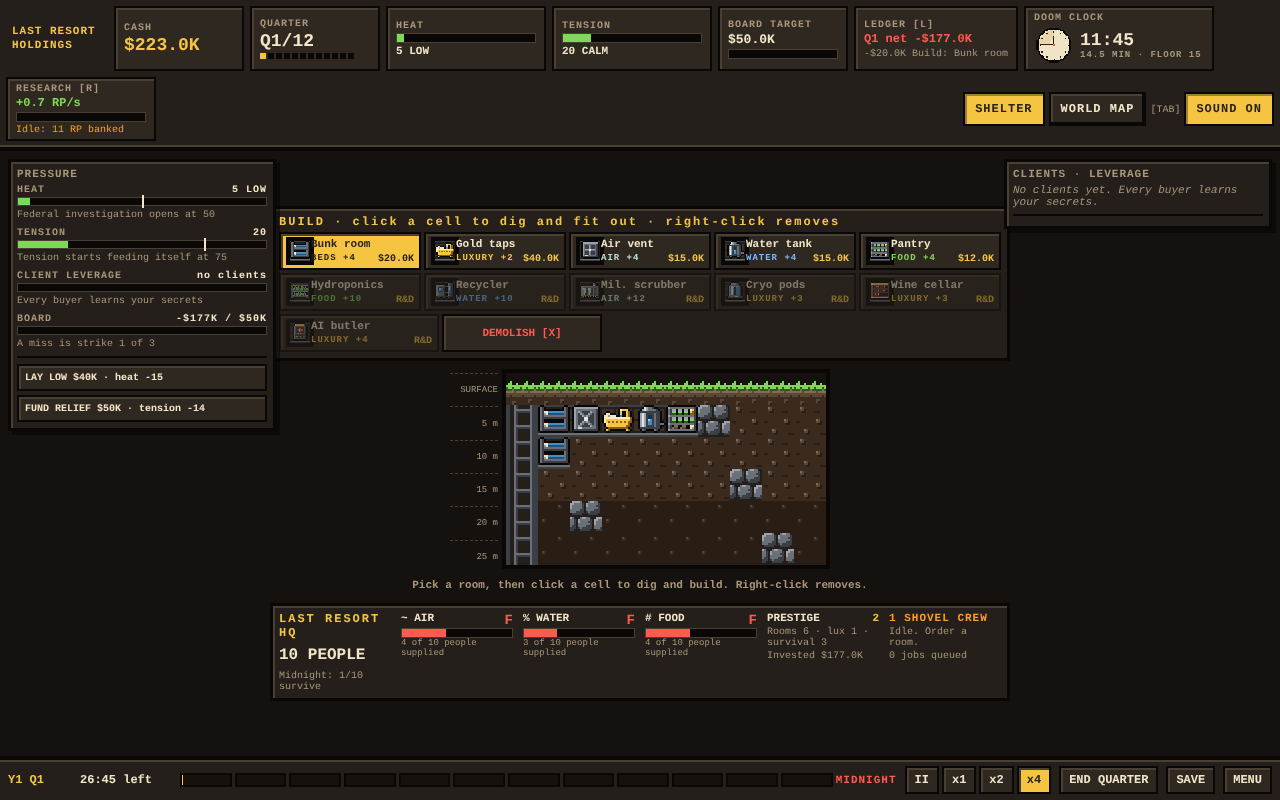 LAST RESORT
HOLDINGS
CASH
$223.0K
QUARTER
Q1/12
HEAT
5 LOW
TENSION
20 CALM
BOARD TARGET
$50.0K
LEDGER [L]
Q1 net -$177.0K
-$20.0K Build: Bunk room
DOOM CLOCK
11:45
14.5 MIN · FLOOR 15
RESEARCH [R]
+0.7 RP/s
Idle: 11 RP banked
SHELTER
WORLD MAP
[TAB]
SOUND ON
PRESSURE
HEAT 5 LOW
Federal investigation opens at 50
TENSION 20
Tension starts feeding itself at 75
CLIENT LEVERAGE no clients
Every buyer learns your secrets
BOARD -$177K / $50K
A miss is strike 1 of 3
LAY LOW $40K · heat -15
FUND RELIEF $50K · tension -14
BUILD · click a cell to dig and fit out · right-click removes
Bunk room
BEDS +4 $20.0K
Gold taps
LUXURY +2 $40.0K
Air vent
AIR +4 $15.0K
Water tank
WATER +4 $15.0K
Pantry
FOOD +4 $12.0K
Hydroponics
FOOD +10 R&D
Recycler
WATER +10 R&D
Mil. scrubber
AIR +12 R&D
Cryo pods
LUXURY +3 R&D
Wine cellar
LUXURY +3 R&D
AI butler
LUXURY +4 R&D
DEMOLISH [X]
CLIENTS · LEVERAGE
No clients yet. Every buyer learns
your secrets.
SURFACE
5 m
10 m
15 m
20 m
25 m
Pick a room, then click a cell to dig and build. Right-click removes.
LAST RESORT
HQ
10 PEOPLE
Midnight: 1/10
survive
~ AIR F
4 of 10 people
supplied
% WATER F
3 of 10 people
supplied
# FOOD F
4 of 10 people
supplied
PRESTIGE 2
Rooms 6 · lux 1 ·
survival 3
Invested $177.0K
1 SHOVEL CREW
Idle. Order a
room.
0 jobs queued
Y1 Q1
26:45 left
MIDNIGHT
II
x1
x2
x4
END QUARTER
SAVE
MENU